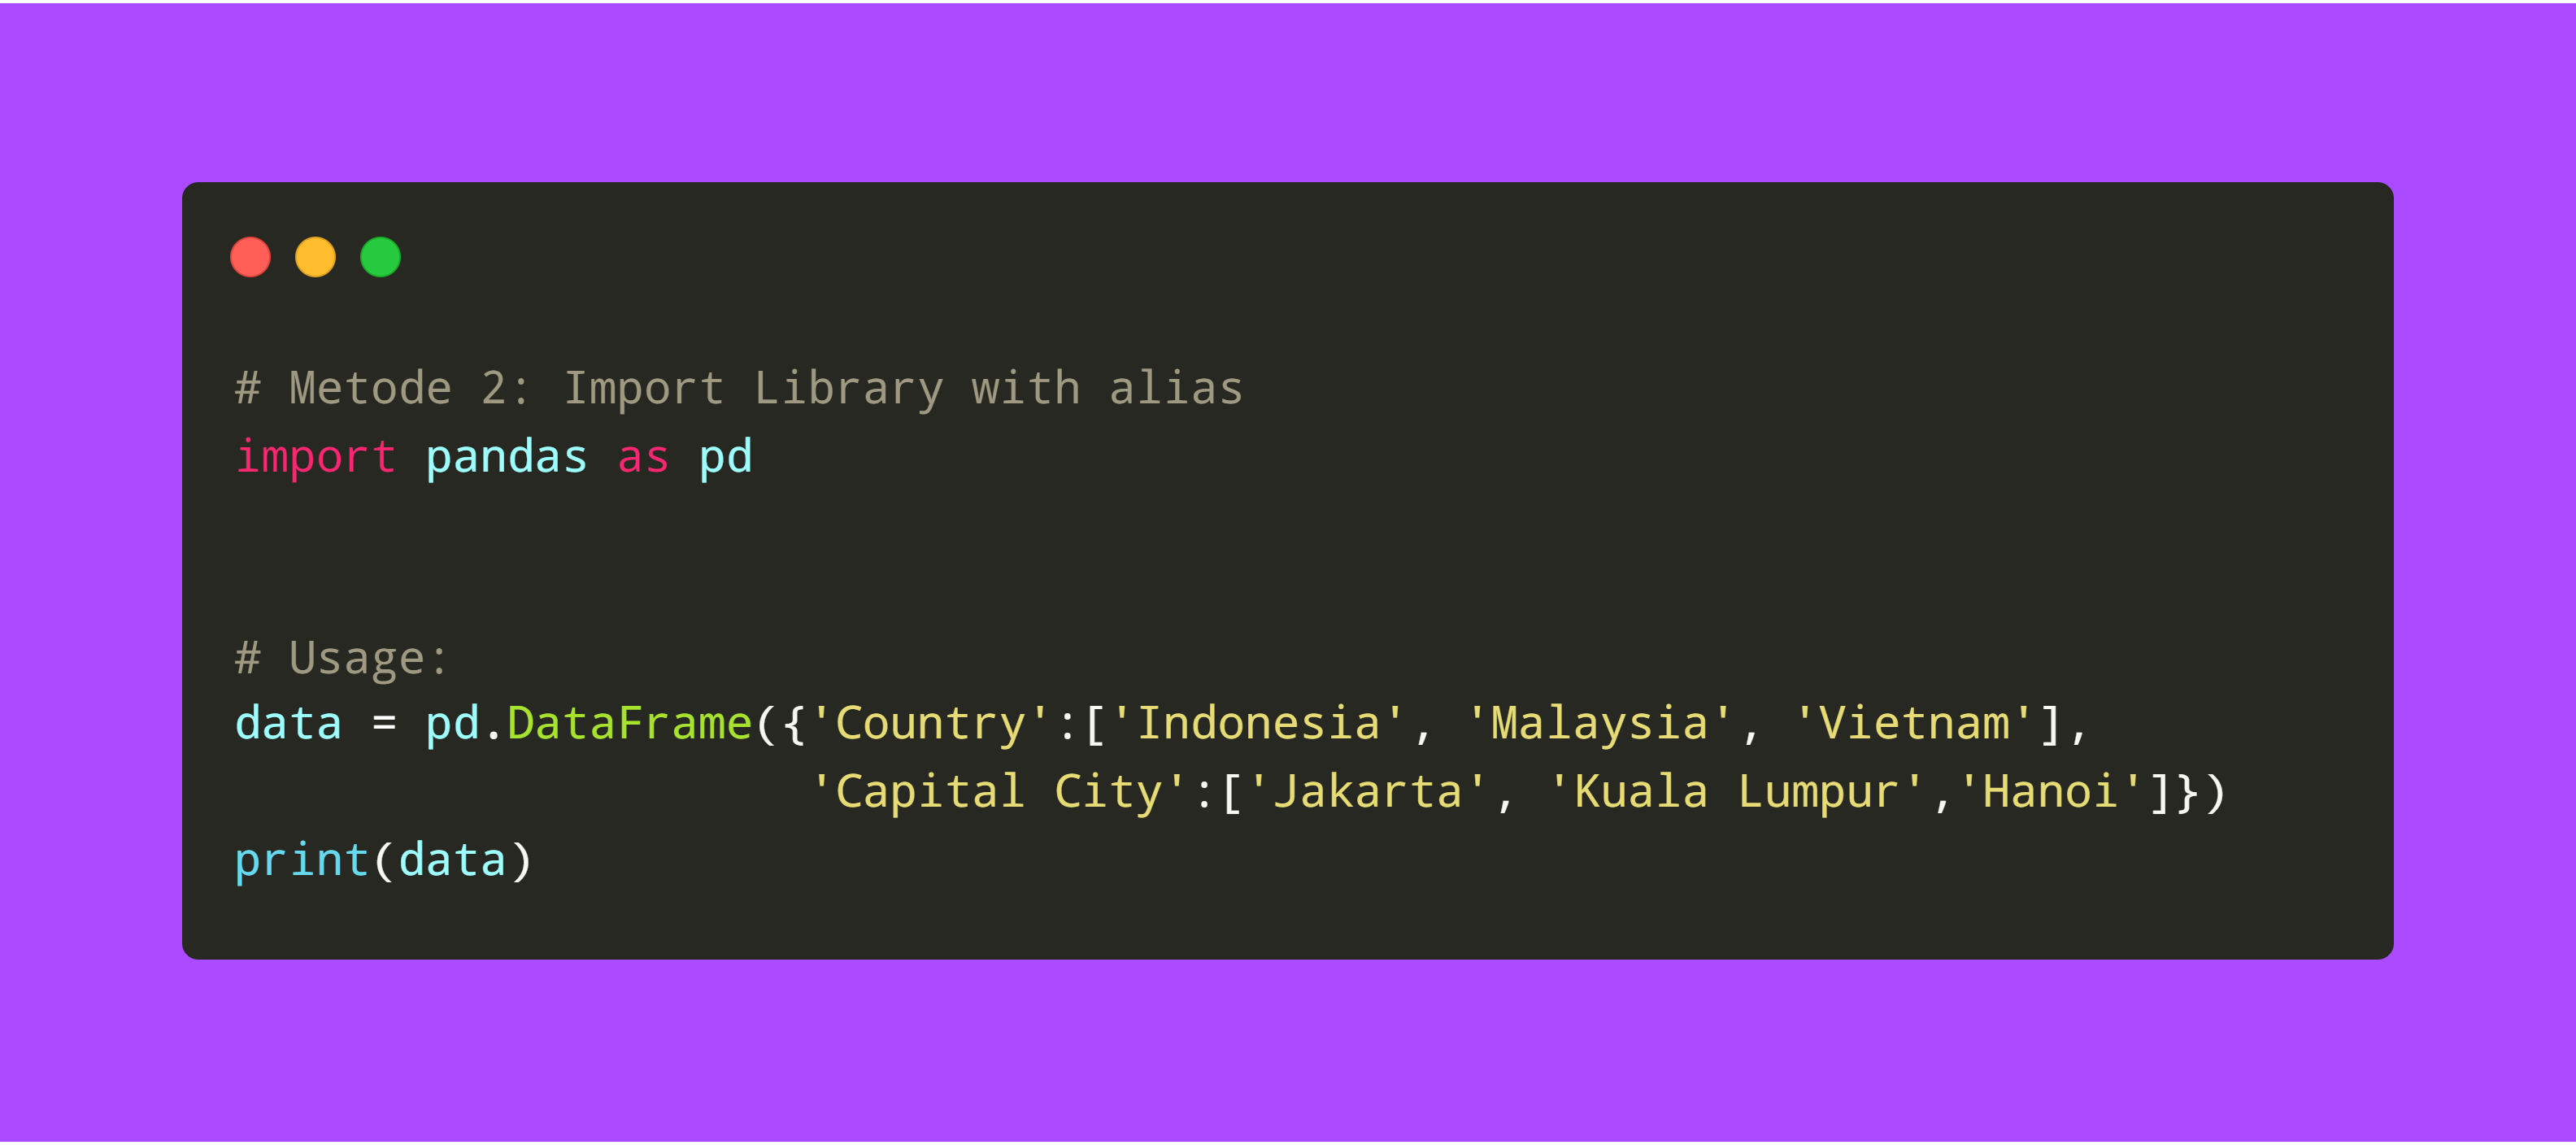 # Metode 2: Import Library with alias
import pandas as pd
# Usage:
data = pd.DataFrame({'Country':['Indonesia', 'Malaysia', 'Vietnam'],
'Capital City':['Jakarta', 'Kuala Lumpur','Hanoi']})
print(data)